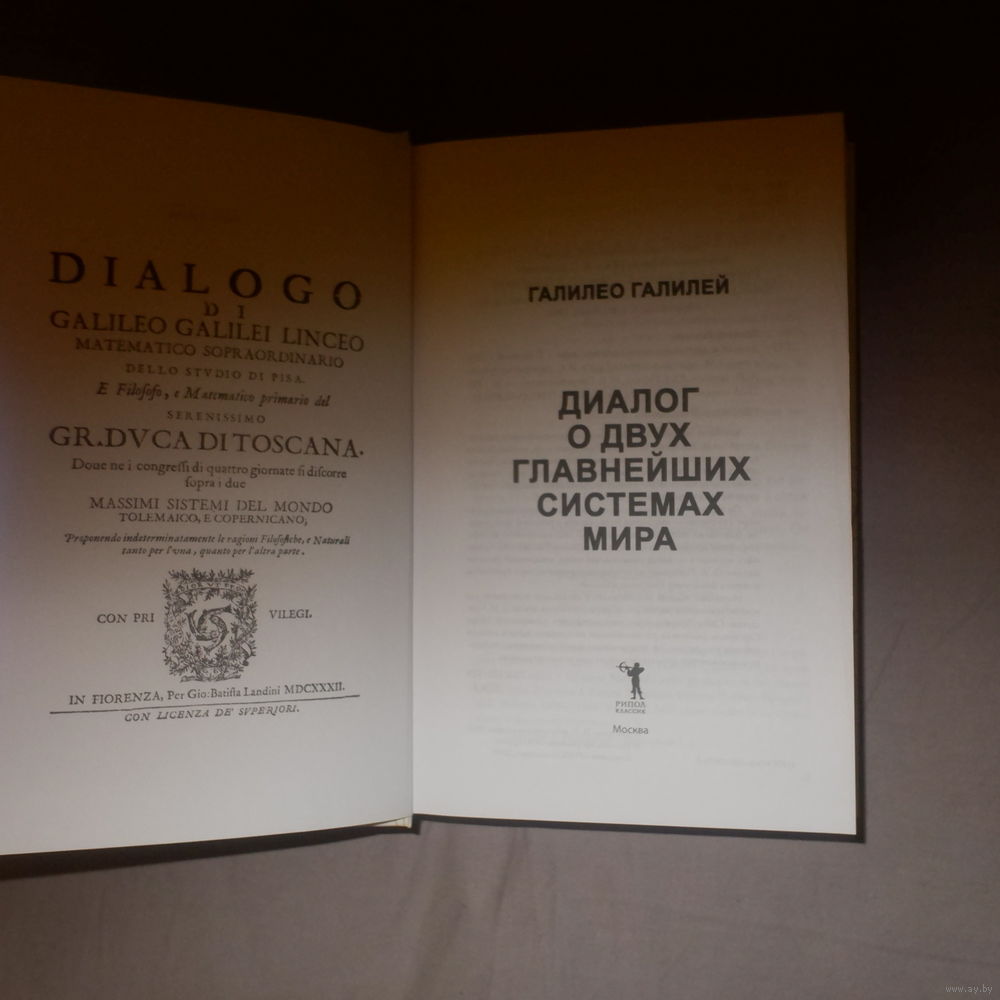 DIALOGO
DI
GALILEO GALILEI LINCEO
MATEMATICO SOPRAORDINARIO
DELLO STVDIO DI PISA.
E Filosofo, e Matematico primario del
SERENISSIMO
GR.DVCA DI TOSCANA.
Doue ne i congressi di quattro giornate si discorre
sopra i due
MASSIMI SISTEMI DEL MONDO
TOLEMAICO, E COPERNICANO;
Proponendo indeterminatamente le ragioni Filosofiche, e Naturali
tanto per l'vna, quanto per l'altra parte.
CON PRI VILEGI.
IN FIORENZA, Per Gio:Batista Landini MDCXXXII.
CON LICENZA DE' SVPERIORI.
ГАЛИЛЕО ГАЛИЛЕЙ
ДИАЛОГ
О ДВУХ
ГЛАВНЕЙШИХ
СИСТЕМАХ
МИРА
РИПОЛ
КЛАССИК
Москва
www.ay.by